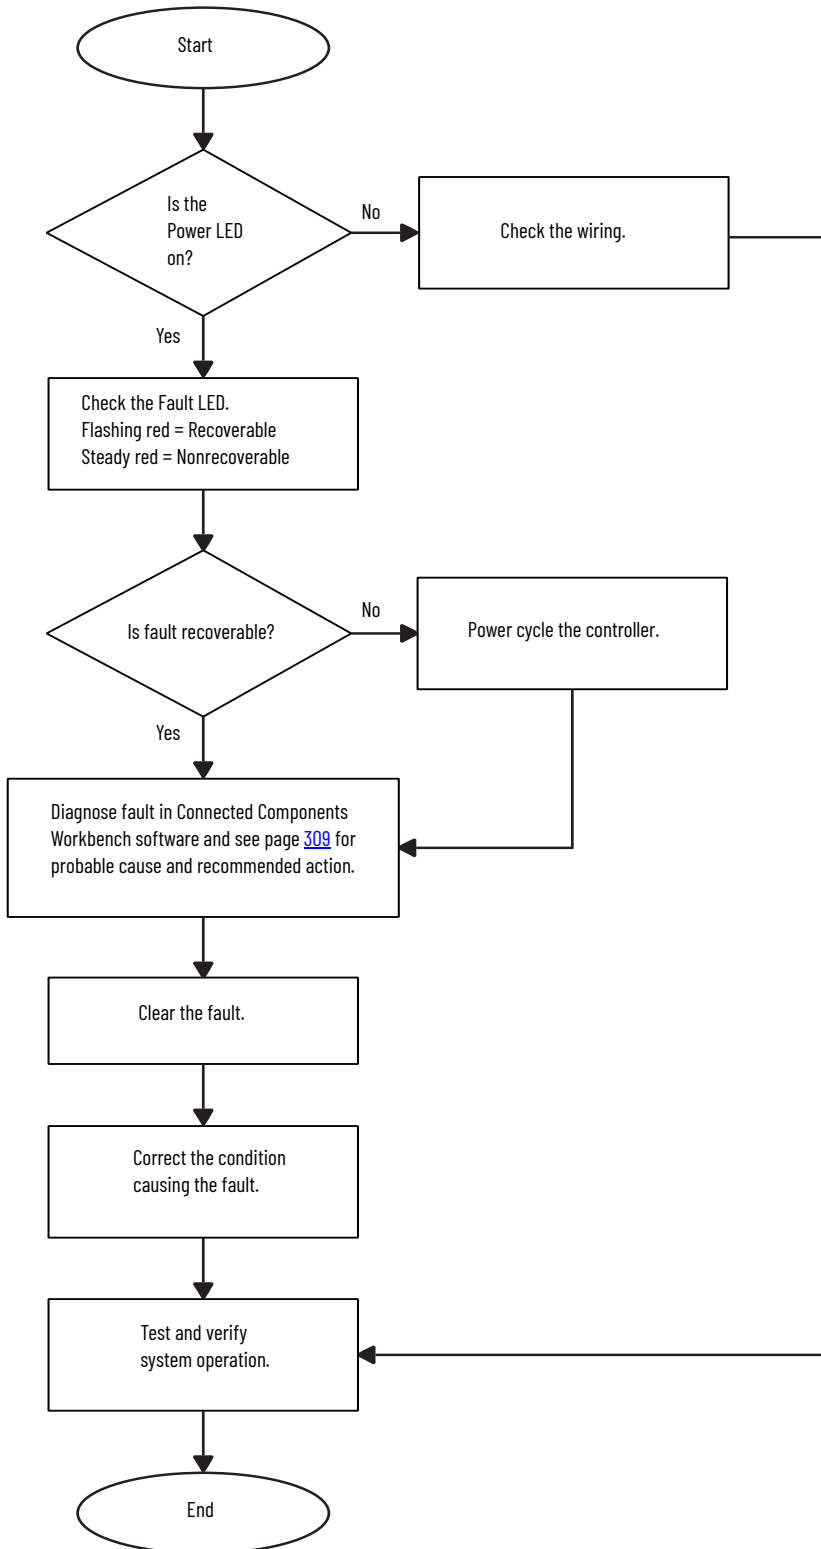 Start
Is the
Power LED
on?
No
Check the wiring.
Yes
Check the Fault LED.
Flashing red = Recoverable
Steady red = Nonrecoverable
Is fault recoverable?
No
Power cycle the controller.
Yes
Diagnose fault in Connected Components
Workbench software and see page 309 for
probable cause and recommended action.
Clear the fault.
Correct the condition
causing the fault.
Test and verify
system operation.
End